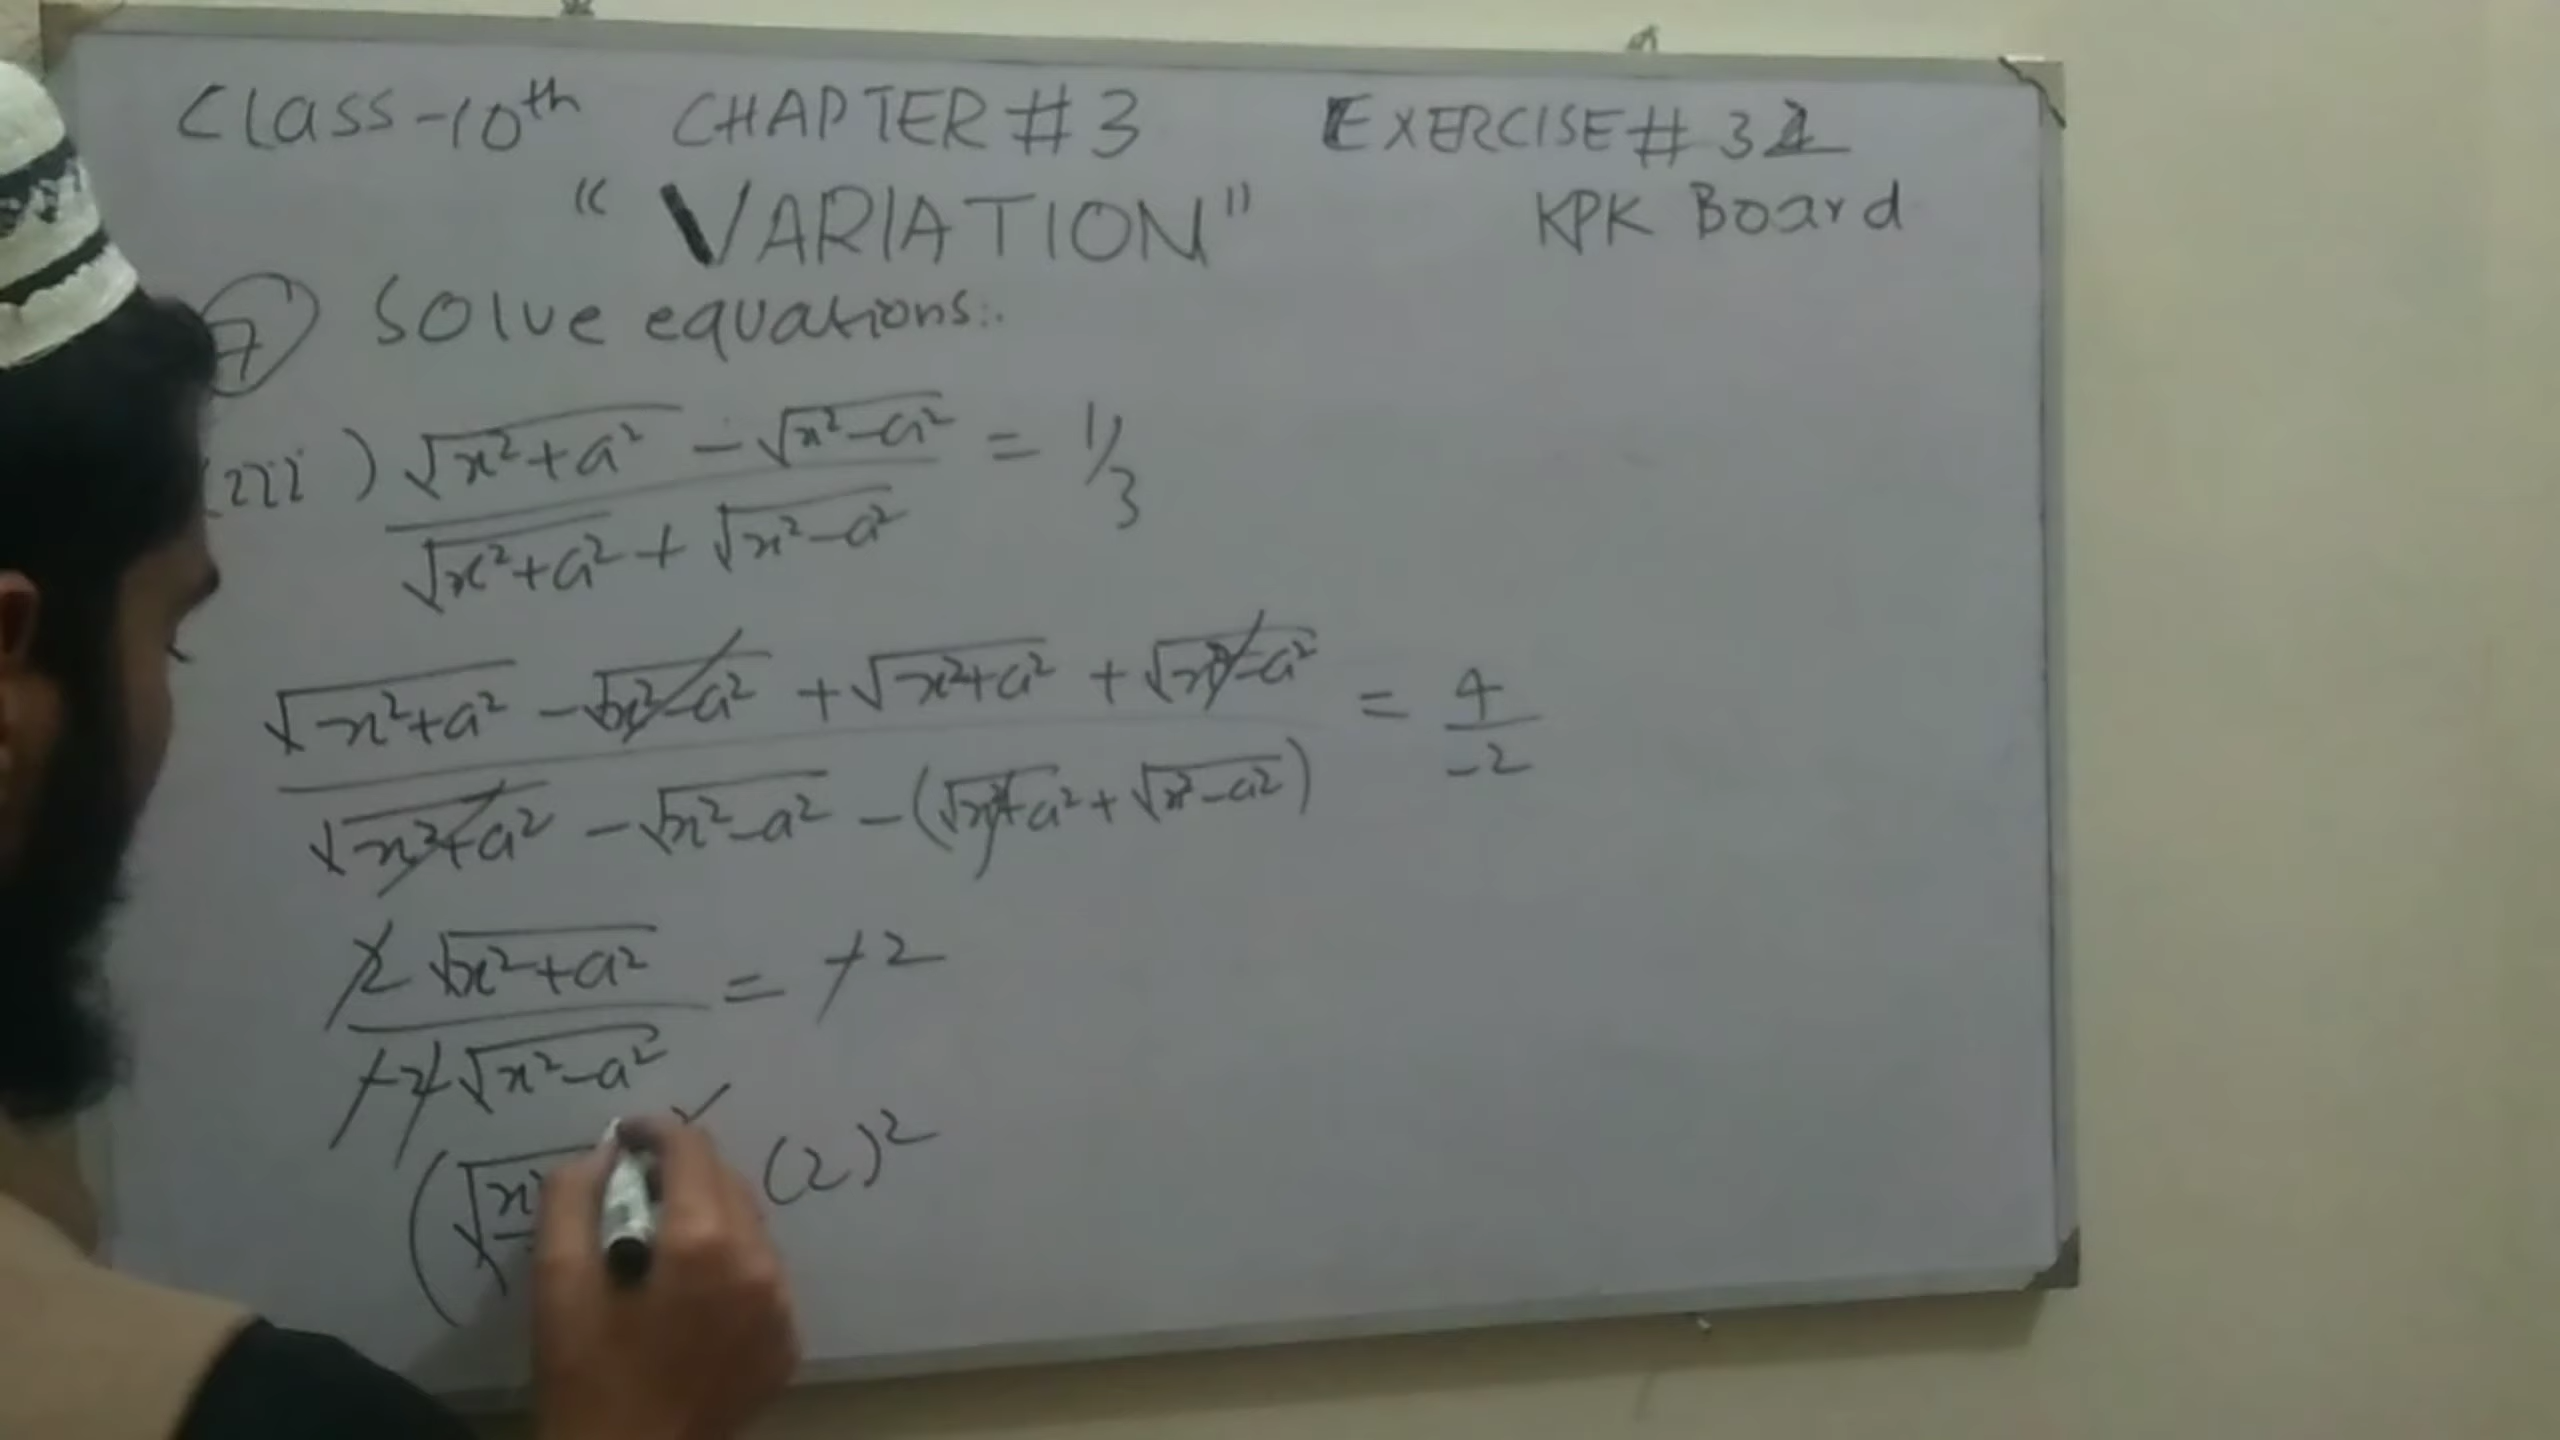 Class-10th CHAPTER # 3 EXERCISE # 3.2
"VARIATION" KPK Board
7 Solve equations:.
(iii) √x²+a² - √x²-a² = 1/3
√x²+a² + √x²-a²
√x²+a² - √x²-a² + √x²+a² + √x²-a² = 4
√x²+a² - √x²-a² - (√x²+a² + √x²-a²) -2
2 √x²+a² = -2
-2 √x²-a²
(√x (2)²